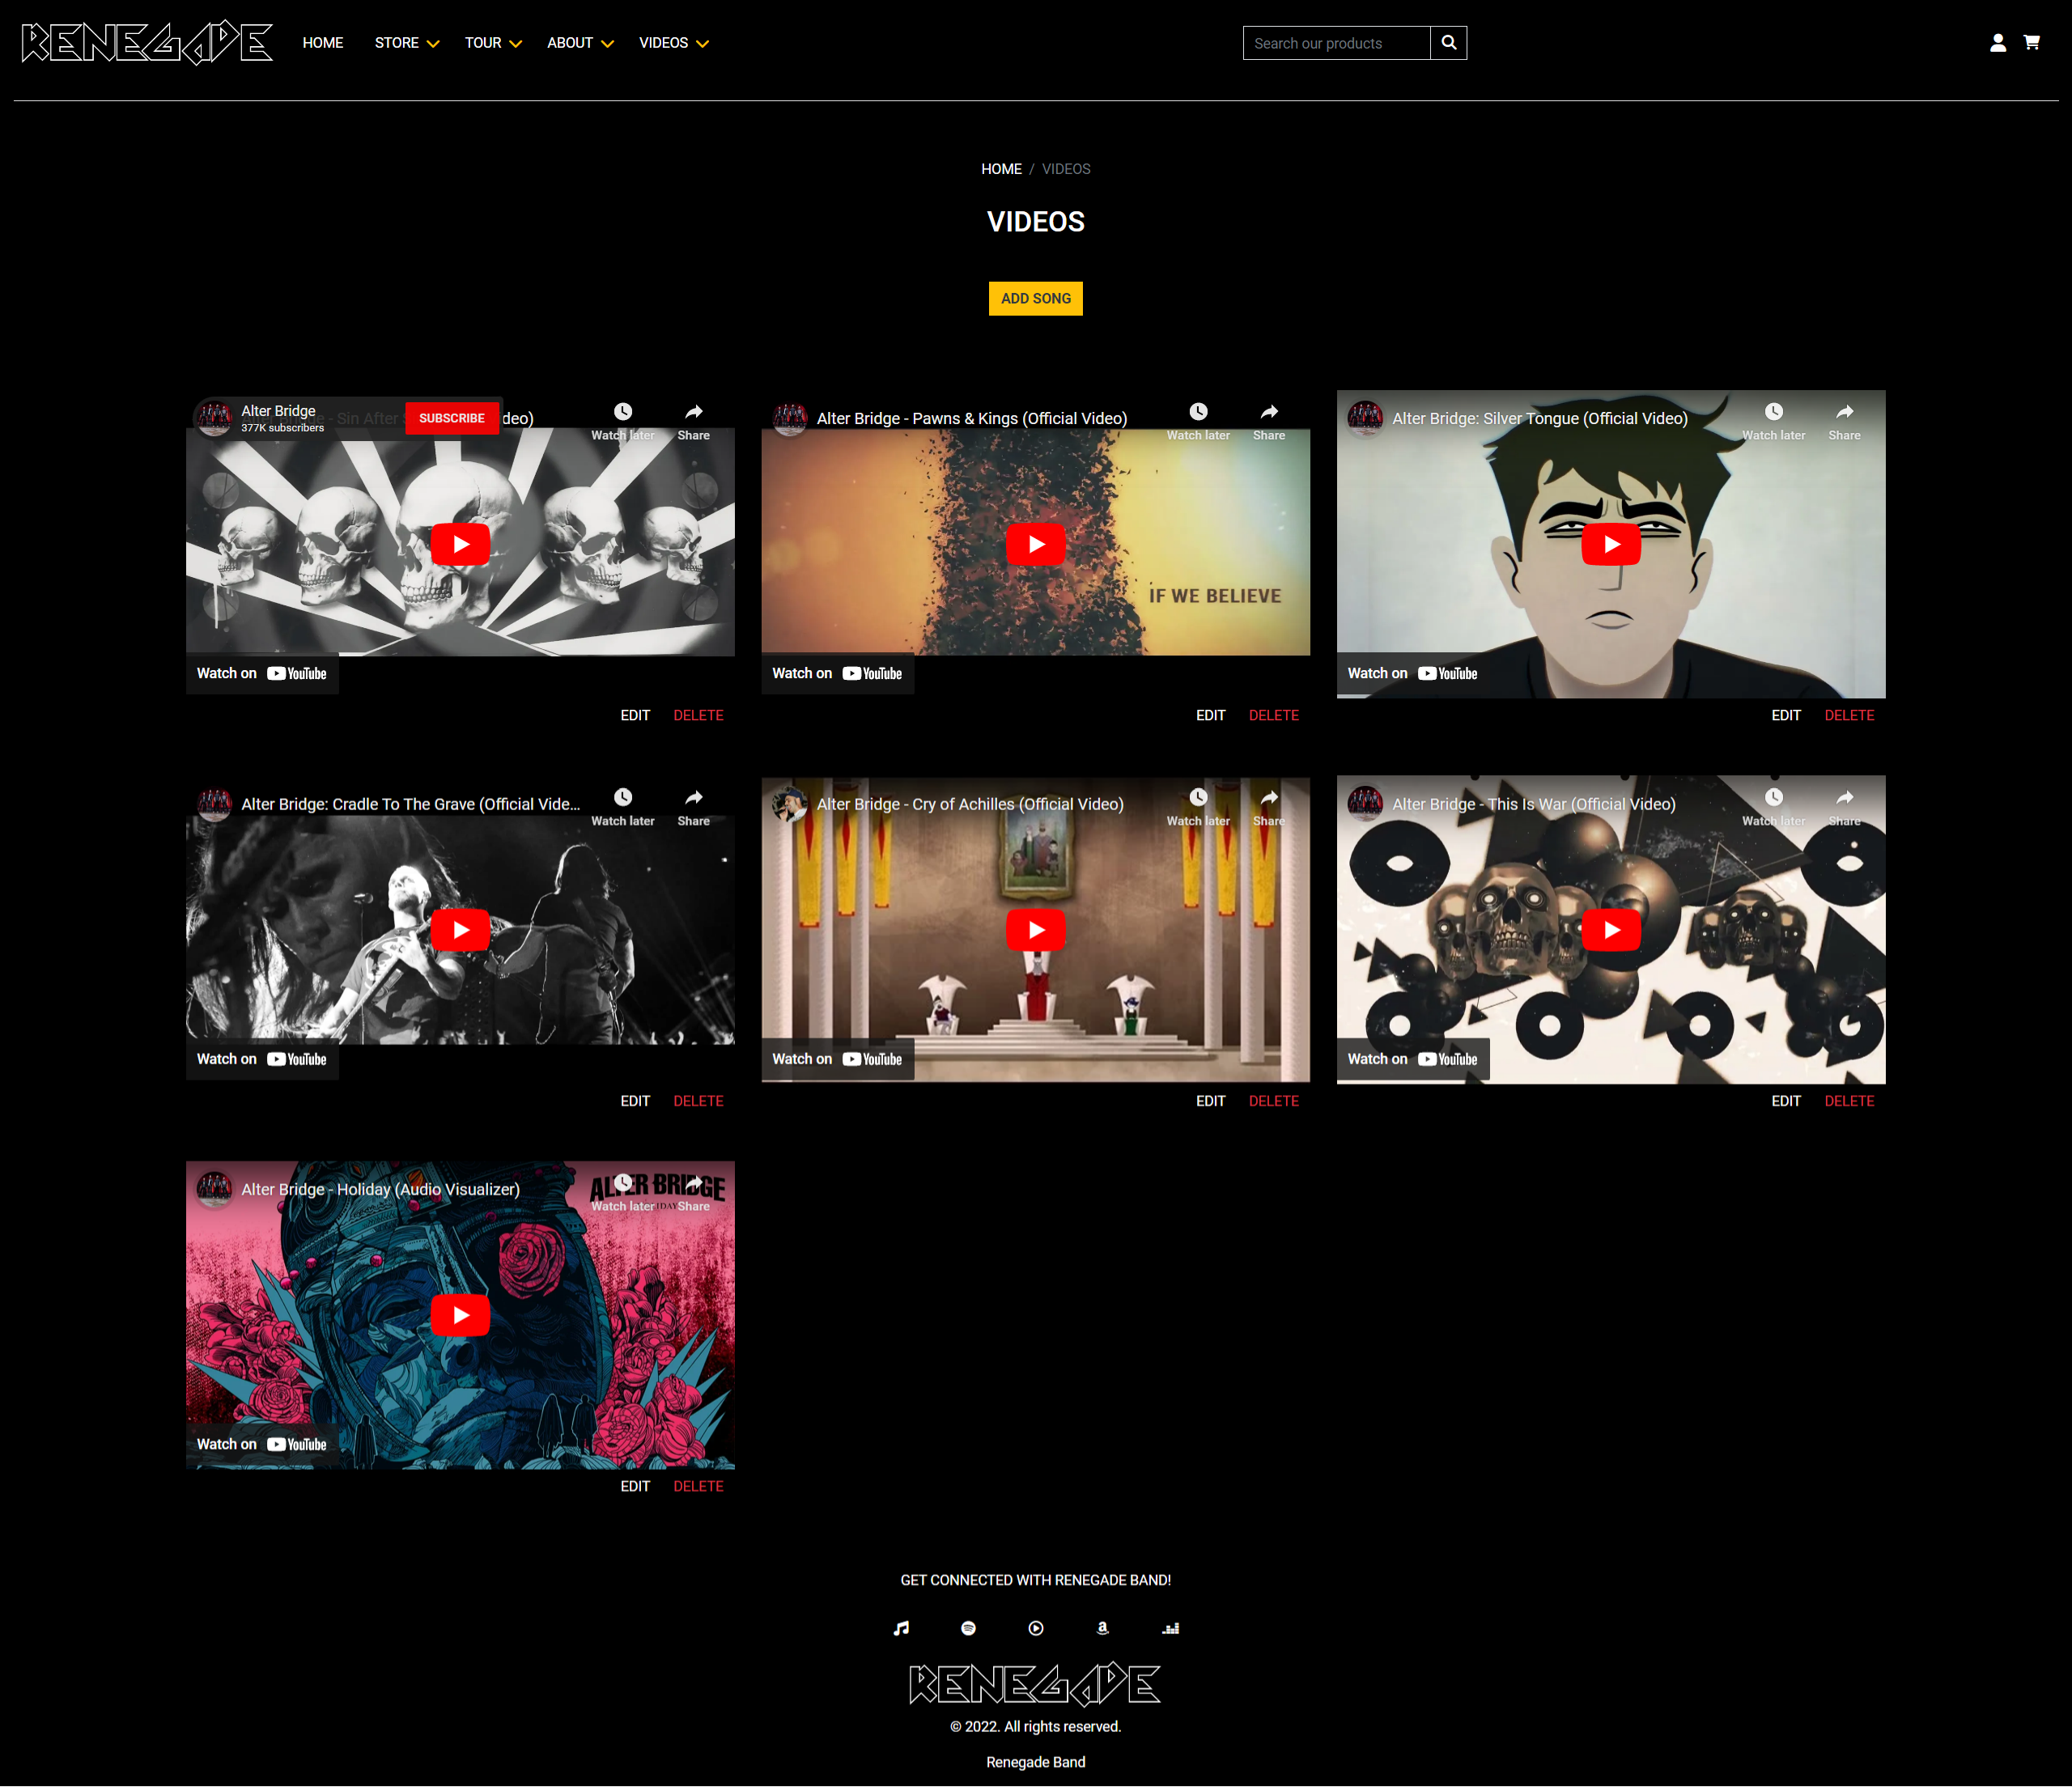 RENEGADE
HOME STORE TOUR ABOUT VIDEOS
Search our products
HOME / VIDEOS
VIDEOS
ADD SONG
Alter Bridge
377K subscribers
SUBSCRIBE
Sin After
deo)
Watch later Share
Watch on YouTube
EDIT DELETE
Alter Bridge - Pawns & Kings (Official Video)
Watch later Share
IF WE BELIEVE
Watch on YouTube
EDIT DELETE
Alter Bridge: Silver Tongue (Official Video)
Watch later Share
Watch on YouTube
EDIT DELETE
Alter Bridge: Cradle To The Grave (Official Vide...
Watch later Share
Watch on YouTube
EDIT DELETE
Alter Bridge - Cry of Achilles (Official Video)
Watch later Share
Watch on YouTube
EDIT DELETE
Alter Bridge - This Is War (Official Video)
Watch later Share
Watch on YouTube
EDIT DELETE
Alter Bridge - Holiday (Audio Visualizer)
ALTER BRIDGE
Watch later Share
Watch on YouTube
EDIT DELETE
GET CONNECTED WITH RENEGADE BAND!
RENEGADE
© 2022. All rights reserved.
Renegade Band